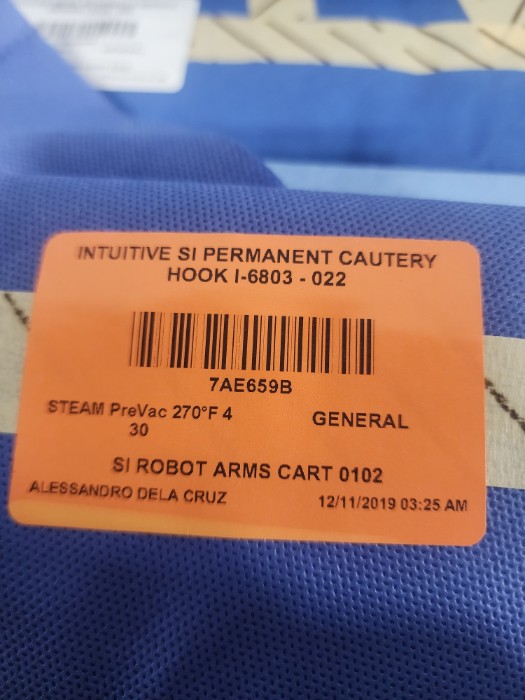 INTUITIVE SI PERMANENT CAUTERY
HOOK I-6803 - 022
7AE659B
STEAM PreVac 270°F 4 GENERAL
30
SI ROBOT ARMS CART 0102
ALESSANDRO DELA CRUZ 12/11/2019 03:25 AM